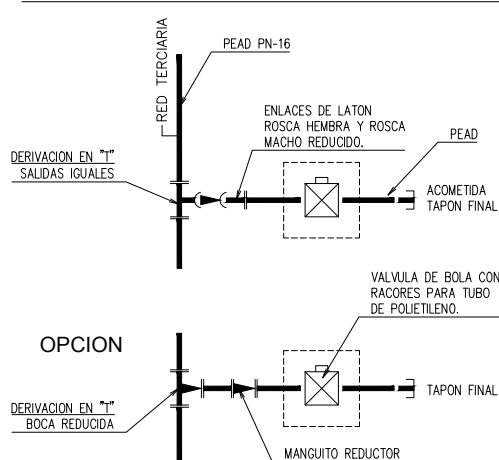 PEAD PN-16
RED TERCIARIA
ENLACES DE LATON
ROSCA HEMBRA Y ROSCA
MACHO REDUCIDO.
PEAD
DERIVACION EN "T"
SALIDAS IGUALES
ACOMETIDA
TAPON FINAL
VALVULA DE BOLA CON
RACORES PARA TUBO
DE POLIETILENO.
OPCION
DERIVACION EN "T"
BOCA REDUCIDA
TAPON FINAL
MANGUITO REDUCTOR